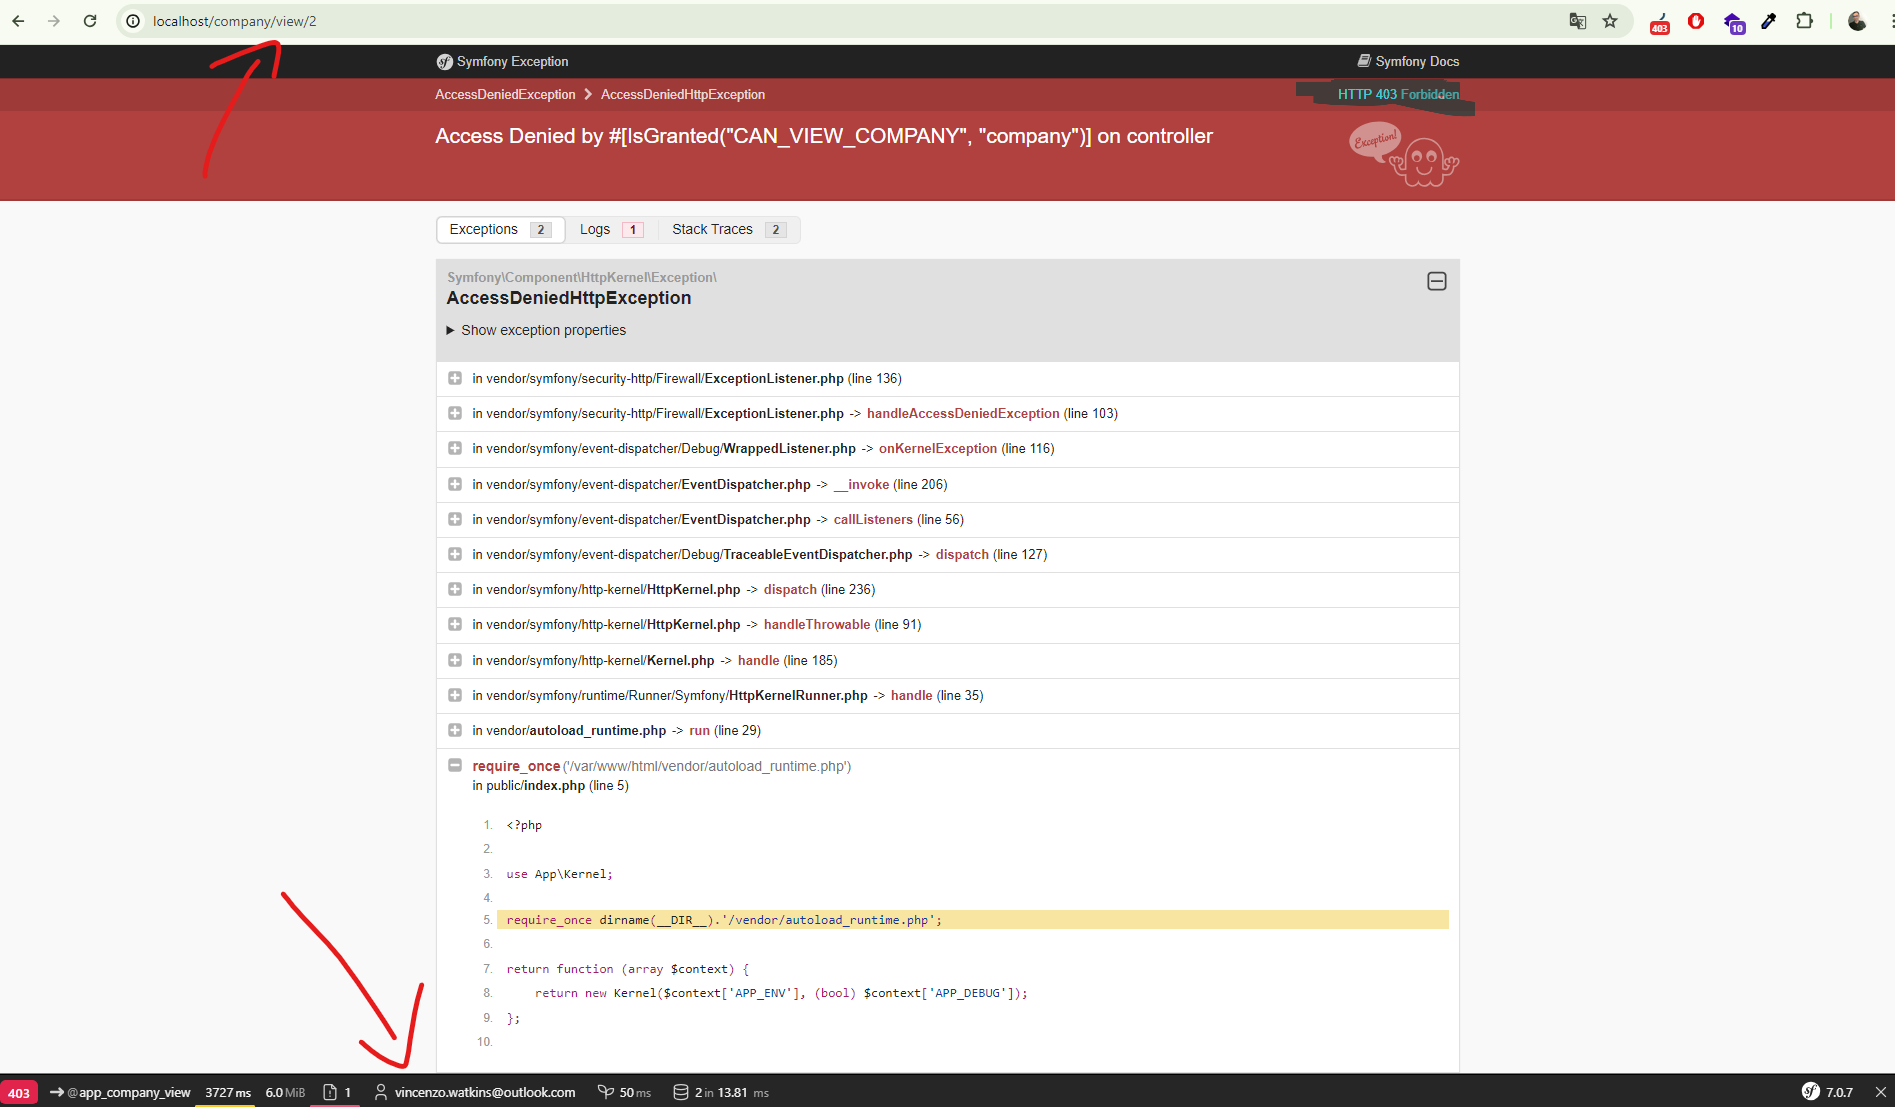 localhost/company/view/2
403
10
Symfony Exception
Symfony Docs
AccessDeniedException
AccessDeniedHttpException
HTTP 403 Forbidden
Access Denied by #[IsGranted("CAN_VIEW_COMPANY", "company")] on controller
Exception!
Exceptions 2
Logs 1
Stack Traces 2
Symfony\Component\HttpKernel\Exception\
AccessDeniedHttpException
Show exception properties
in vendor/symfony/security-http/Firewall/ExceptionListener.php (line 136)
in vendor/symfony/security-http/Firewall/ExceptionListener.php -> handleAccessDeniedException (line 103)
in vendor/symfony/event-dispatcher/Debug/WrappedListener.php -> onKernelException (line 116)
in vendor/symfony/event-dispatcher/EventDispatcher.php -> __invoke (line 206)
in vendor/symfony/event-dispatcher/EventDispatcher.php -> callListeners (line 56)
in vendor/symfony/event-dispatcher/Debug/TraceableEventDispatcher.php -> dispatch (line 127)
in vendor/symfony/http-kernel/HttpKernel.php -> dispatch (line 236)
in vendor/symfony/http-kernel/HttpKernel.php -> handleThrowable (line 91)
in vendor/symfony/http-kernel/Kernel.php -> handle (line 185)
in vendor/symfony/runtime/Runner/Symfony/HttpKernelRunner.php -> handle (line 35)
in vendor/autoload_runtime.php -> run (line 29)
require_once('/var/www/html/vendor/autoload_runtime.php')
in public/index.php (line 5)
1. <?php
2.
3. use App\Kernel;
4.
5. require_once dirname(__DIR__).'/vendor/autoload_runtime.php';
6.
7. return function (array $context) {
8. return new Kernel($context['APP_ENV'], (bool) $context['APP_DEBUG']);
9. };
10.
403 @app_company_view 3727 ms 6.0 MiB 1 vincenzo.watkins@outlook.com 50 ms 2 in 13.81 ms sf 7.0.7